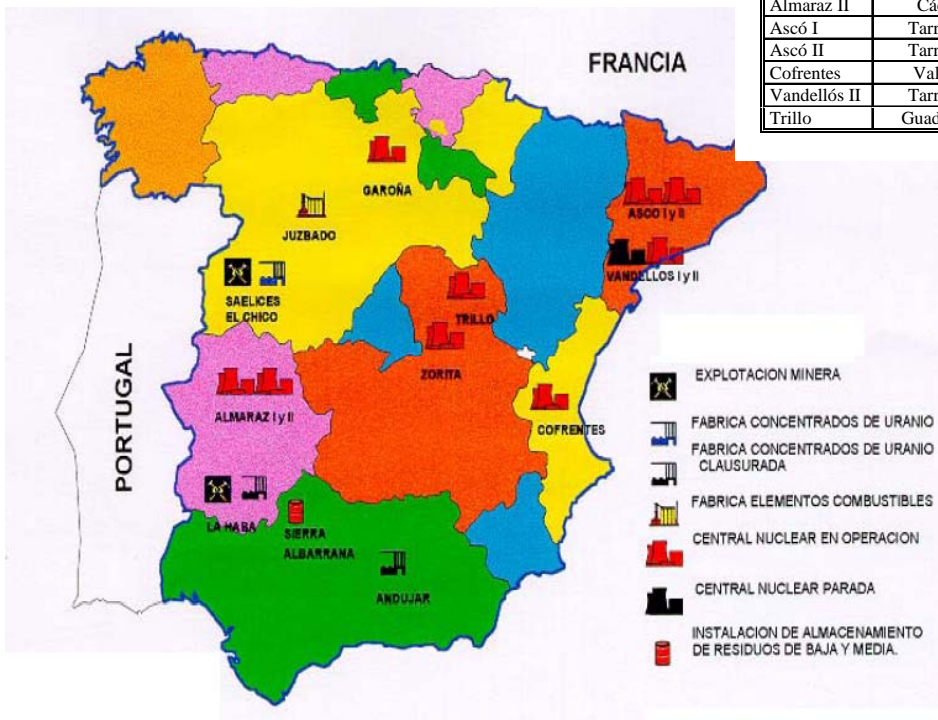 Almaraz II
Ascó I
Ascó II
Cofrentes
Vandellós II
Trillo
FRANCIA
GAROÑA
ASCO I y II
JUZBADO
VANDELLOS I y II
SAELICES
EL CHICO
TRILLO
ZORITA
PORTUGAL
ALMARAZ I y II
COFRENTES
LA HABA
SIERRA
ALBARRANA
ANDUJAR
EXPLOTACION MINERA
FABRICA CONCENTRADOS DE URANIO
FABRICA CONCENTRADOS DE URANIO
CLAUSURADA
FABRICA ELEMENTOS COMBUSTIBLES
CENTRAL NUCLEAR EN OPERACION
CENTRAL NUCLEAR PARADA
INSTALACION DE ALMACENAMIENTO
DE RESIDUOS DE BAJA Y MEDIA.